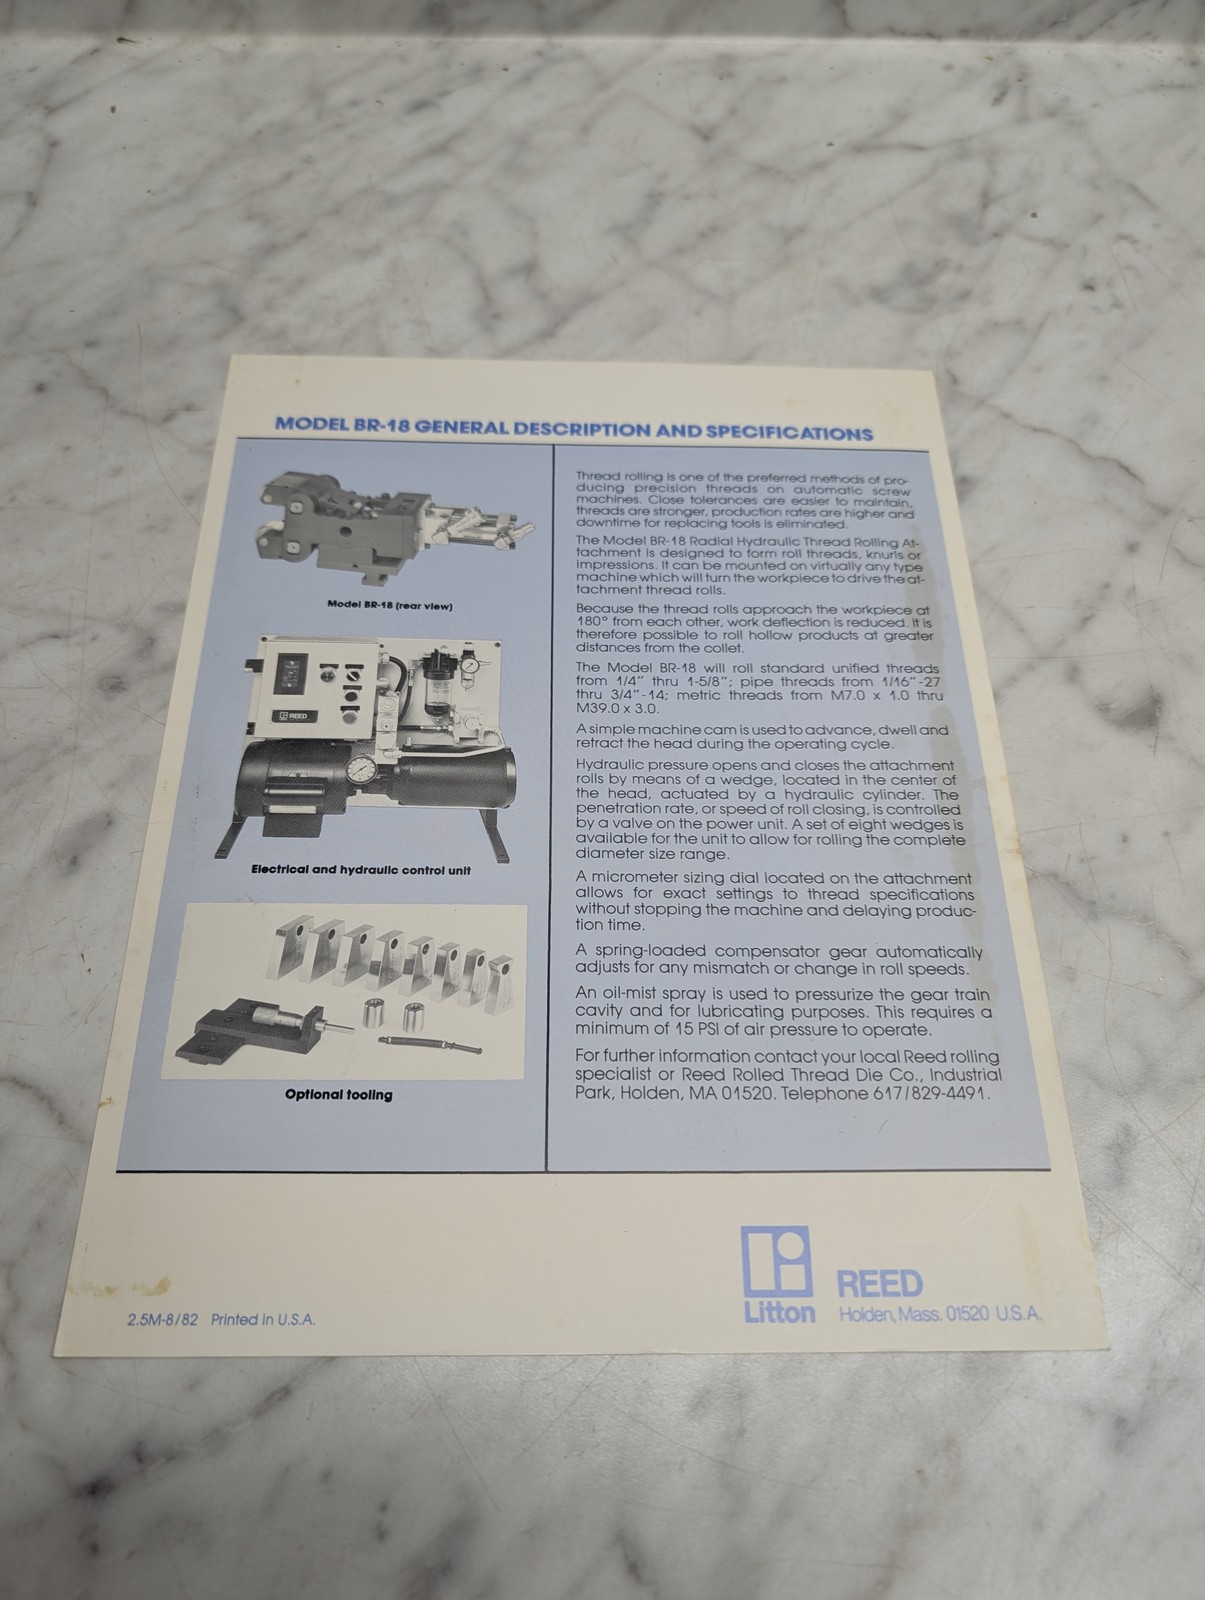 MODEL BR-18 GENERAL DESCRIPTION AND SPECIFICATIONS
Model BR-18 (rear view)
REED
Electrical and hydraulic control unit
Optional tooling
Thread rolling is one of the preferred methods of pro-
ducing precision threads on automatic screw
machines. Close tolerances are easier to maintain,
threads are stronger, production rates are higher and
downtime for replacing tools is eliminated.
The Model BR-18 Radial Hydraulic Thread Rolling At-
tachment is designed to form roll threads, knurls or
impressions. It can be mounted on virtually any type
machine which will turn the workpiece to drive the at-
tachment thread rolls.
Because the thread rolls approach the workpiece at
180° from each other, work deflection is reduced. It is
therefore possible to roll hollow products at greater
distances from the collet.
The Model BR-18 will roll standard unified threads
from 1/4" thru 1-5/8"; pipe threads from 1/16"-27
thru 3/4"-14; metric threads from M7.0 x 1.0 thru
M39.0 x 3.0.
A simple machine cam is used to advance, dwell and
retract the head during the operating cycle.
Hydraulic pressure opens and closes the attachment
rolls by means of a wedge, located in the center of
the head, actuated by a hydraulic cylinder. The
penetration rate, or speed of roll closing, is controlled
by a valve on the power unit. A set of eight wedges is
available for the unit to allow for rolling the complete
diameter size range.
A micrometer sizing dial located on the attachment
allows for exact settings to thread specifications
without stopping the machine and delaying produc-
tion time.
A spring-loaded compensator gear automatically
adjusts for any mismatch or change in roll speeds.
An oil-mist spray is used to pressurize the gear train
cavity and for lubricating purposes. This requires a
minimum of 15 PSI of air pressure to operate.
For further information contact your local Reed rolling
specialist or Reed Rolled Thread Die Co., Industrial
Park, Holden, MA 01520. Telephone 617/829-4491.
2.5M-8/82 Printed in U.S.A.
Litton
REED
Holden, Mass. 01520 U.S.A.